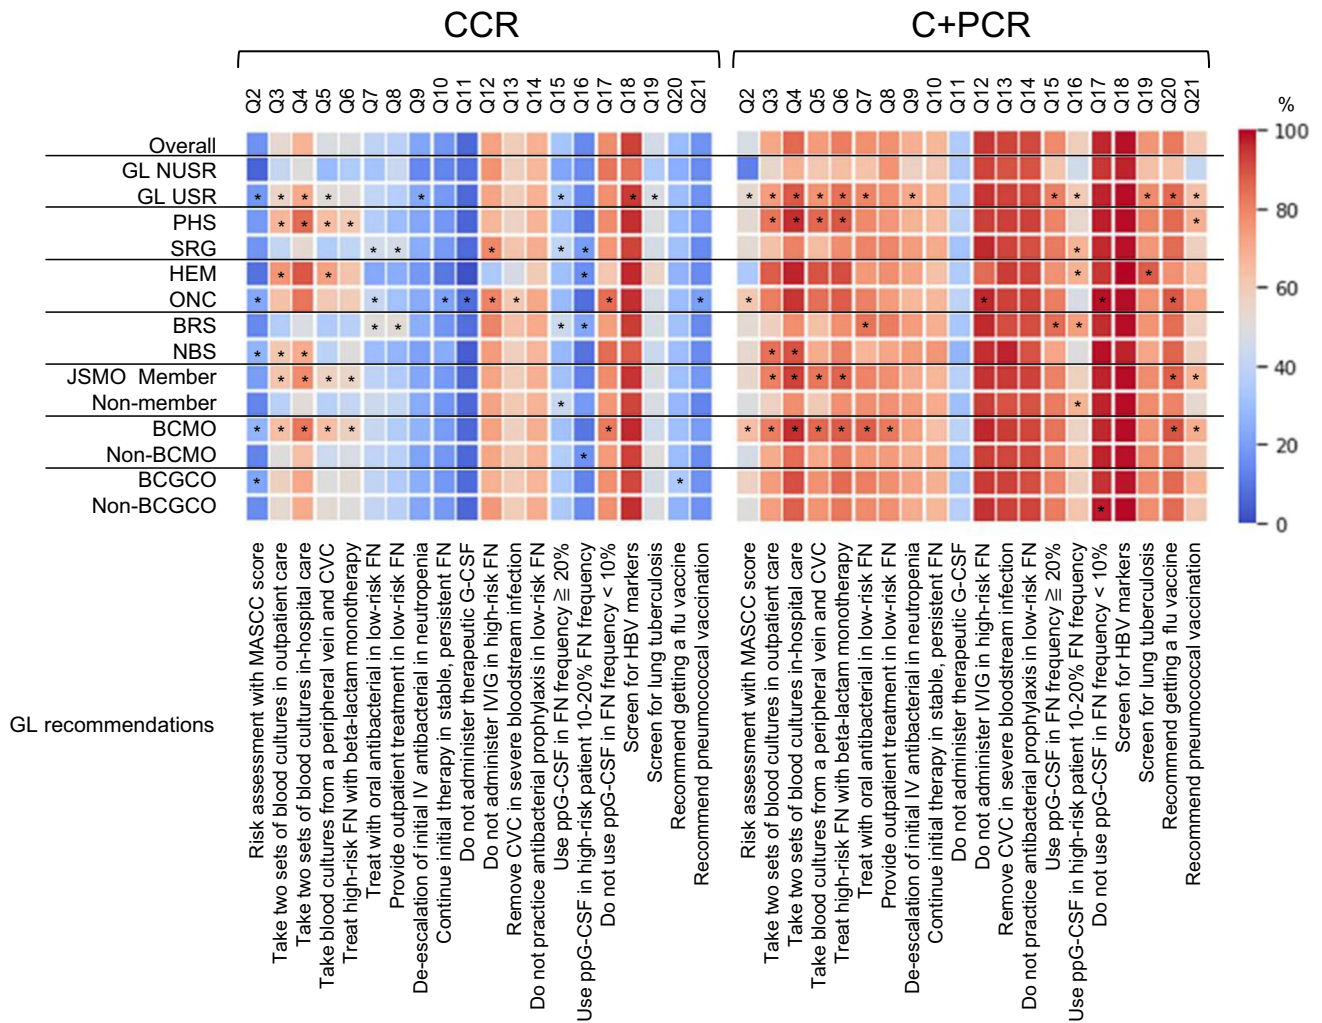 CCR C+PCR
Q2 Q3 Q4 Q5 Q6 Q7 Q8 Q9 Q10 Q11 Q12 Q13 Q14 Q15 Q16 Q17 Q18 Q19 Q20 Q21 Q2 Q3 Q4 Q5 Q6 Q7 Q8 Q9 Q10 Q11 Q12 Q13 Q14 Q15 Q16 Q17 Q18 Q19 Q20 Q21
%
100
80
60
40
20
0
Overall
GL NUSR
GL USR * * * * * * * * * * * * * * * * * * * *
PHS * * * * * * * * *
SRG * * * * * *
HEM * * * * *
ONC * * * * * * * * * * * *
BRS * * * * * * *
NBS * * * * *
JSMO Member * * * * * * * * * *
Non-member * *
BCMO * * * * * * * * * * * * * * *
Non-BCMO *
BCGCO * *
Non-BCGCO *
GL recommendations
Risk assessment with MASCC score
Take two sets of blood cultures in outpatient care
Take two sets of blood cultures in-hospital care
Take blood cultures from a peripheral vein and CVC
Treat high-risk FN with beta-lactam monotherapy
Treat with oral antibacterial in low-risk FN
Provide outpatient treatment in low-risk FN
De-escalation of initial IV antibacterial in neutropenia
Continue initial therapy in stable, persistent FN
Do not administer therapeutic G-CSF
Do not administer IVIG in high-risk FN
Remove CVC in severe bloodstream infection
Do not practice antibacterial prophylaxis in low-risk FN
Use ppG-CSF in FN frequency ≧ 20%
Use ppG-CSF in high-risk patient 10-20% FN frequency
Do not use ppG-CSF in FN frequency < 10%
Screen for HBV markers
Screen for lung tuberculosis
Recommend getting a flu vaccine
Recommend pneumococcal vaccination
Risk assessment with MASCC score
Take two sets of blood cultures in outpatient care
Take two sets of blood cultures in-hospital care
Take blood cultures from a peripheral vein and CVC
Treat high-risk FN with beta-lactam monotherapy
Treat with oral antibacterial in low-risk FN
Provide outpatient treatment in low-risk FN
De-escalation of initial IV antibacterial in neutropenia
Continue initial therapy in stable, persistent FN
Do not administer therapeutic G-CSF
Do not administer IVIG in high-risk FN
Remove CVC in severe bloodstream infection
Do not practice antibacterial prophylaxis in low-risk FN
Use ppG-CSF in FN frequency ≧ 20%
Use ppG-CSF in high-risk patient 10-20% FN frequency
Do not use ppG-CSF in FN frequency < 10%
Screen for HBV markers
Screen for lung tuberculosis
Recommend getting a flu vaccine
Recommend pneumococcal vaccination